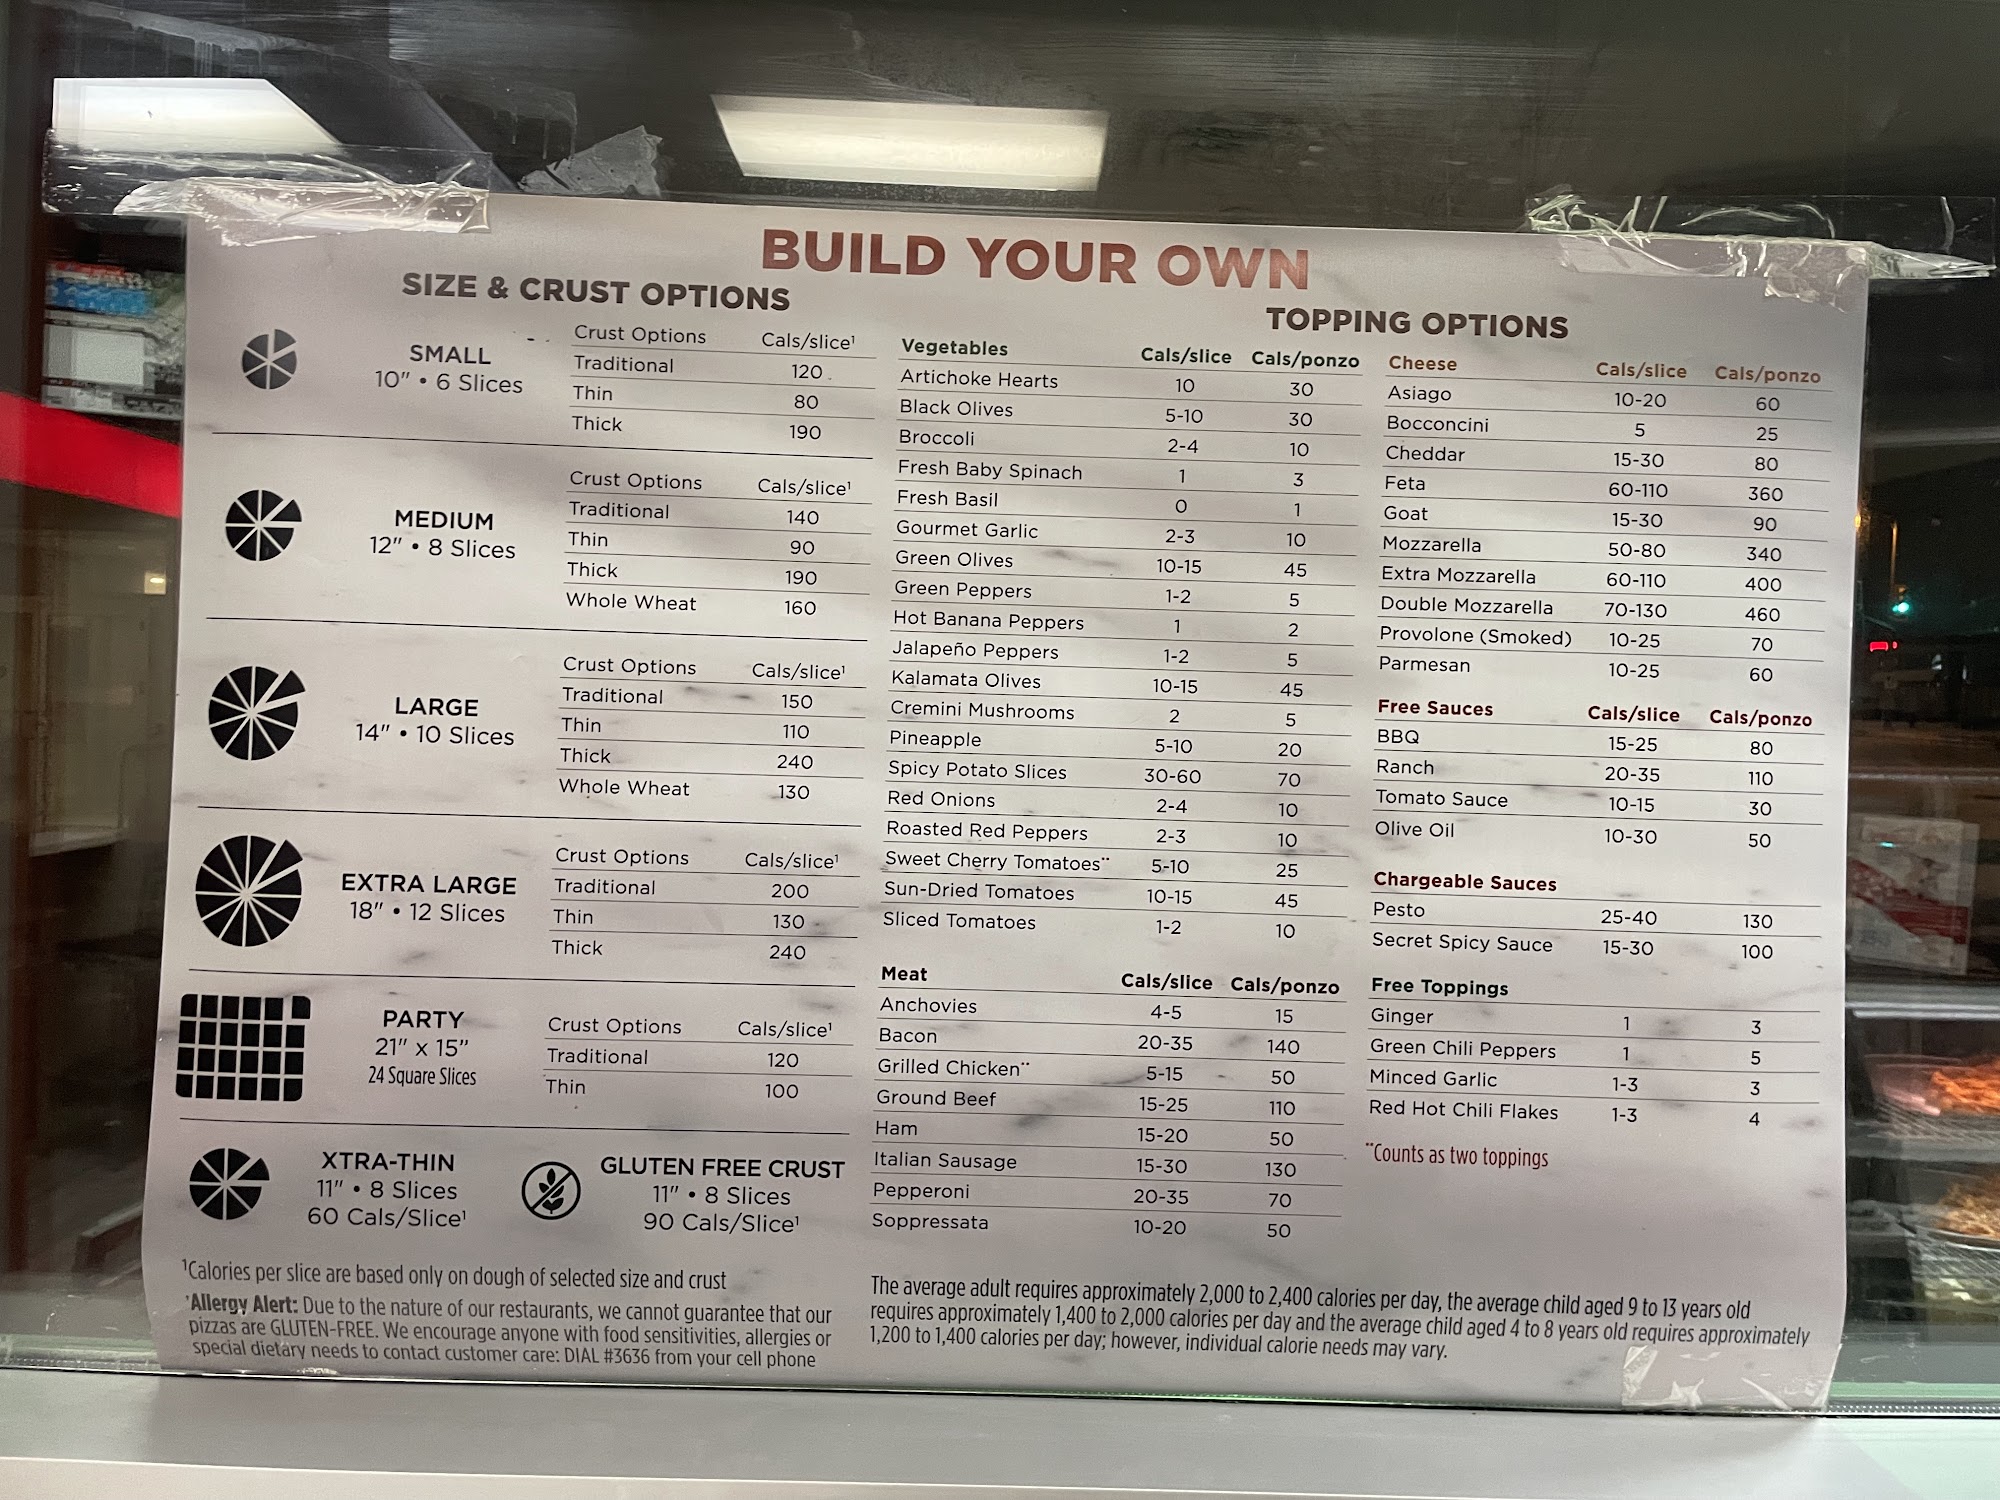 BUILD YOUR OWN
SIZE & CRUST OPTIONS
SMALL
10" • 6 Slices
Crust Options Cals/slice¹
Traditional 120
Thin 80
Thick 190
MEDIUM
12" • 8 Slices
Crust Options Cals/slice¹
Traditional 140
Thin 90
Thick 190
Whole Wheat 160
LARGE
14" • 10 Slices
Crust Options Cals/slice¹
Traditional 150
Thin 110
Thick 240
Whole Wheat 130
EXTRA LARGE
18" • 12 Slices
Crust Options Cals/slice¹
Traditional 200
Thin 130
Thick 240
PARTY
21" x 15"
24 Square Slices
Crust Options Cals/slice¹
Traditional 120
Thin 100
XTRA-THIN
11" • 8 Slices
60 Cals/Slice¹
GLUTEN FREE CRUST
11" • 8 Slices
90 Cals/Slice¹
¹Calories per slice are based only on dough of selected size and crust
'Allergy Alert: Due to the nature of our restaurants, we cannot guarantee that our
pizzas are GLUTEN-FREE. We encourage anyone with food sensitivities, allergies or
special dietary needs to contact customer care: DIAL #3636 from your cell phone
TOPPING OPTIONS
Vegetables Cals/slice Cals/ponzo
Artichoke Hearts 10 30
Black Olives 5-10 30
Broccoli 2-4 10
Fresh Baby Spinach 1 3
Fresh Basil 0 1
Gourmet Garlic 2-3 10
Green Olives 10-15 45
Green Peppers 1-2 5
Hot Banana Peppers 1 2
Jalapeño Peppers 1-2 5
Kalamata Olives 10-15 45
Cremini Mushrooms 2 5
Pineapple 5-10 20
Spicy Potato Slices 30-60 70
Red Onions 2-4 10
Roasted Red Peppers 2-3 10
Sweet Cherry Tomatoes** 5-10 25
Sun-Dried Tomatoes 10-15 45
Sliced Tomatoes 1-2 10
Meat Cals/slice Cals/ponzo
Anchovies 4-5 15
Bacon 20-35 140
Grilled Chicken** 5-15 50
Ground Beef 15-25 110
Ham 15-20 50
Italian Sausage 15-30 130
Pepperoni 20-35 70
Soppressata 10-20 50
Cheese Cals/slice Cals/ponzo
Asiago 10-20 60
Bocconcini 5 25
Cheddar 15-30 80
Feta 60-110 360
Goat 15-30 90
Mozzarella 50-80 340
Extra Mozzarella 60-110 400
Double Mozzarella 70-130 460
Provolone (Smoked) 10-25 70
Parmesan 10-25 60
Free Sauces Cals/slice Cals/ponzo
BBQ 15-25 80
Ranch 20-35 110
Tomato Sauce 10-15 30
Olive Oil 10-30 50
Chargeable Sauces
Pesto 25-40 130
Secret Spicy Sauce 15-30 100
Free Toppings
Ginger 1 3
Green Chili Peppers 1 5
Minced Garlic 1-3 3
Red Hot Chili Flakes 1-3 4
**Counts as two toppings
The average adult requires approximately 2,000 to 2,400 calories per day, the average child aged 9 to 13 years old
requires approximately 1,400 to 2,000 calories per day and the average child aged 4 to 8 years old requires approximately
1,200 to 1,400 calories per day; however, individual calorie needs may vary.